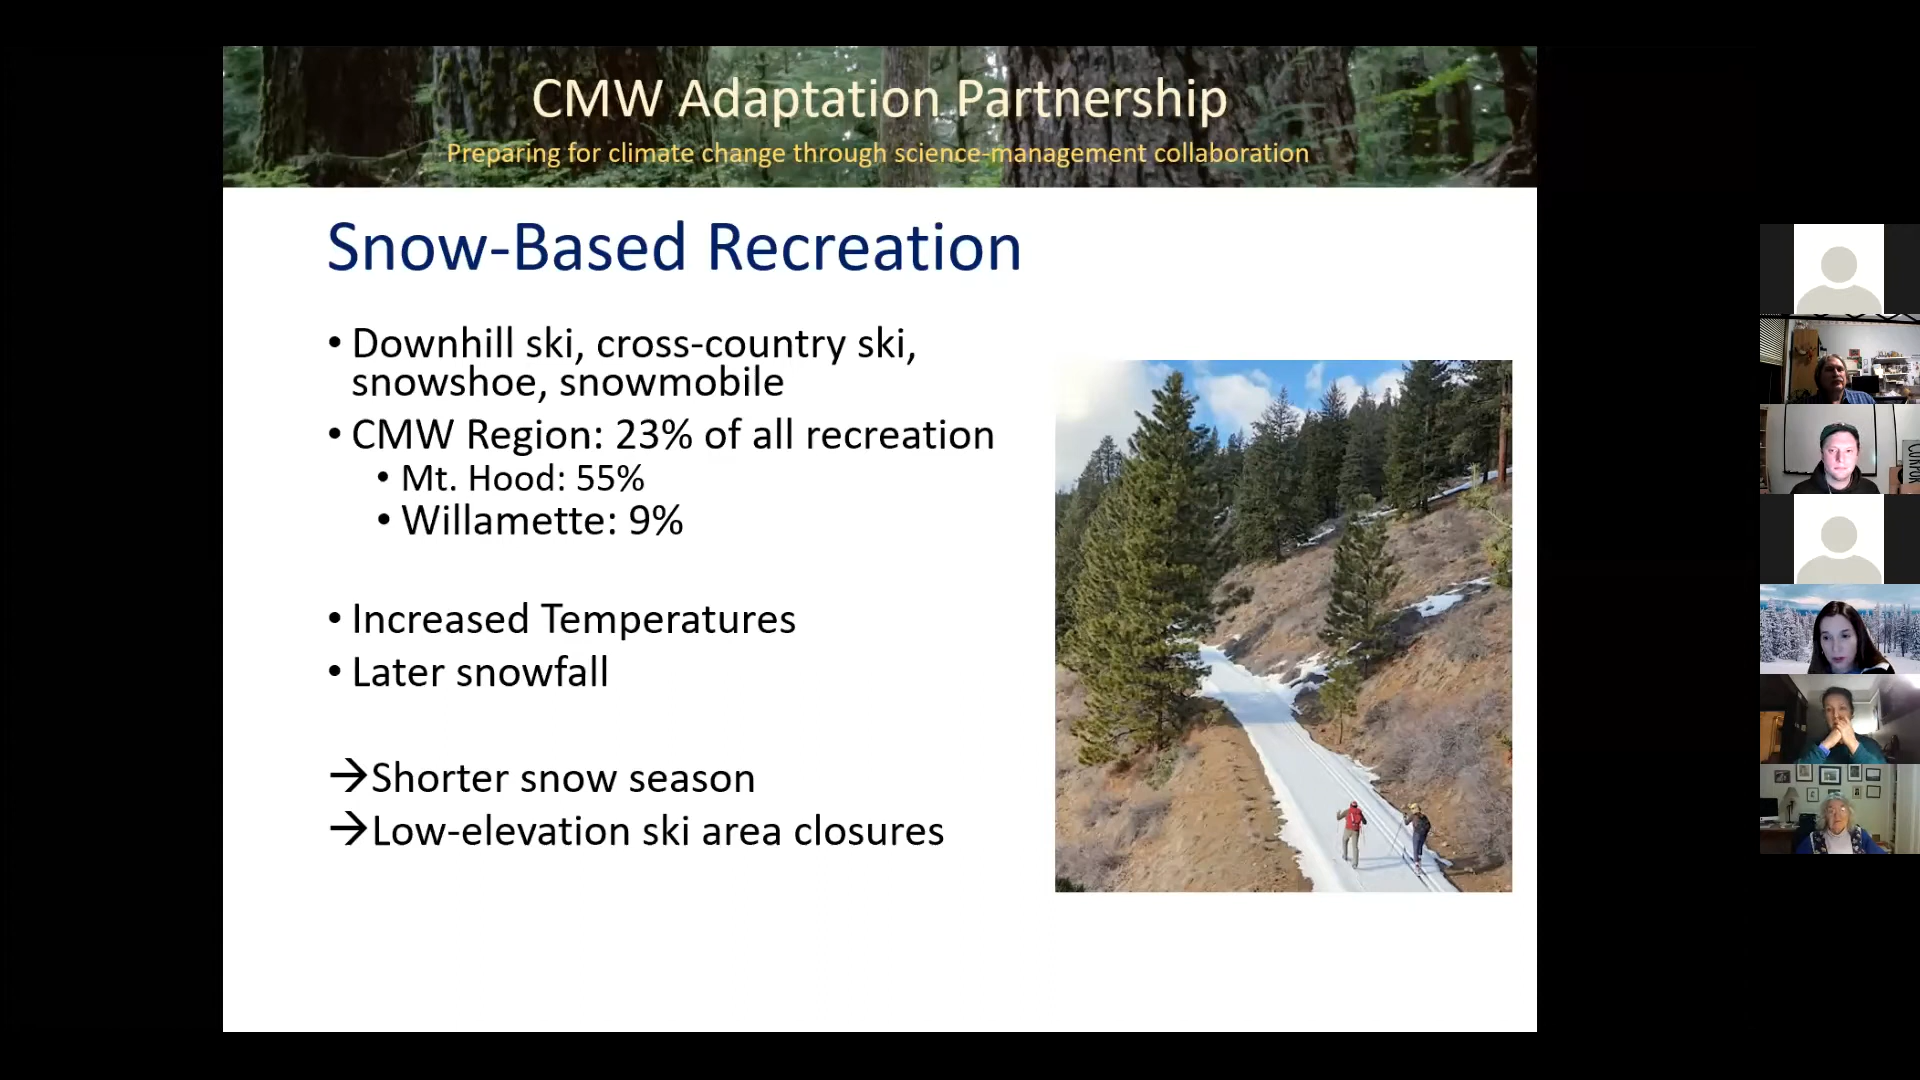 CMW Adaptation Partnership
Preparing for climate change through science-management collaboration
Snow-Based Recreation
• Downhill ski, cross-country ski,
snowshoe, snowmobile
• CMW Region: 23% of all recreation
• Mt. Hood: 55%
• Willamette: 9%
• Increased Temperatures
• Later snowfall
→Shorter snow season
→Low-elevation ski area closures